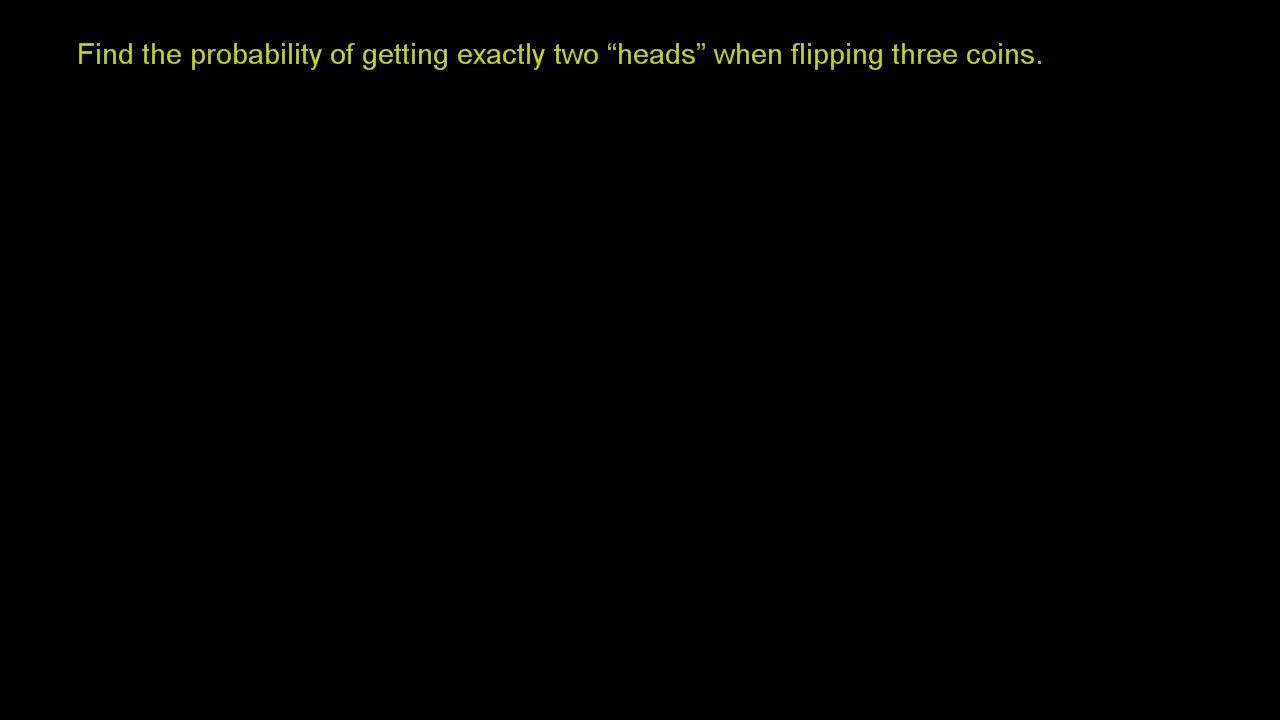 Find the probability of getting exactly two “heads” when flipping three coins.